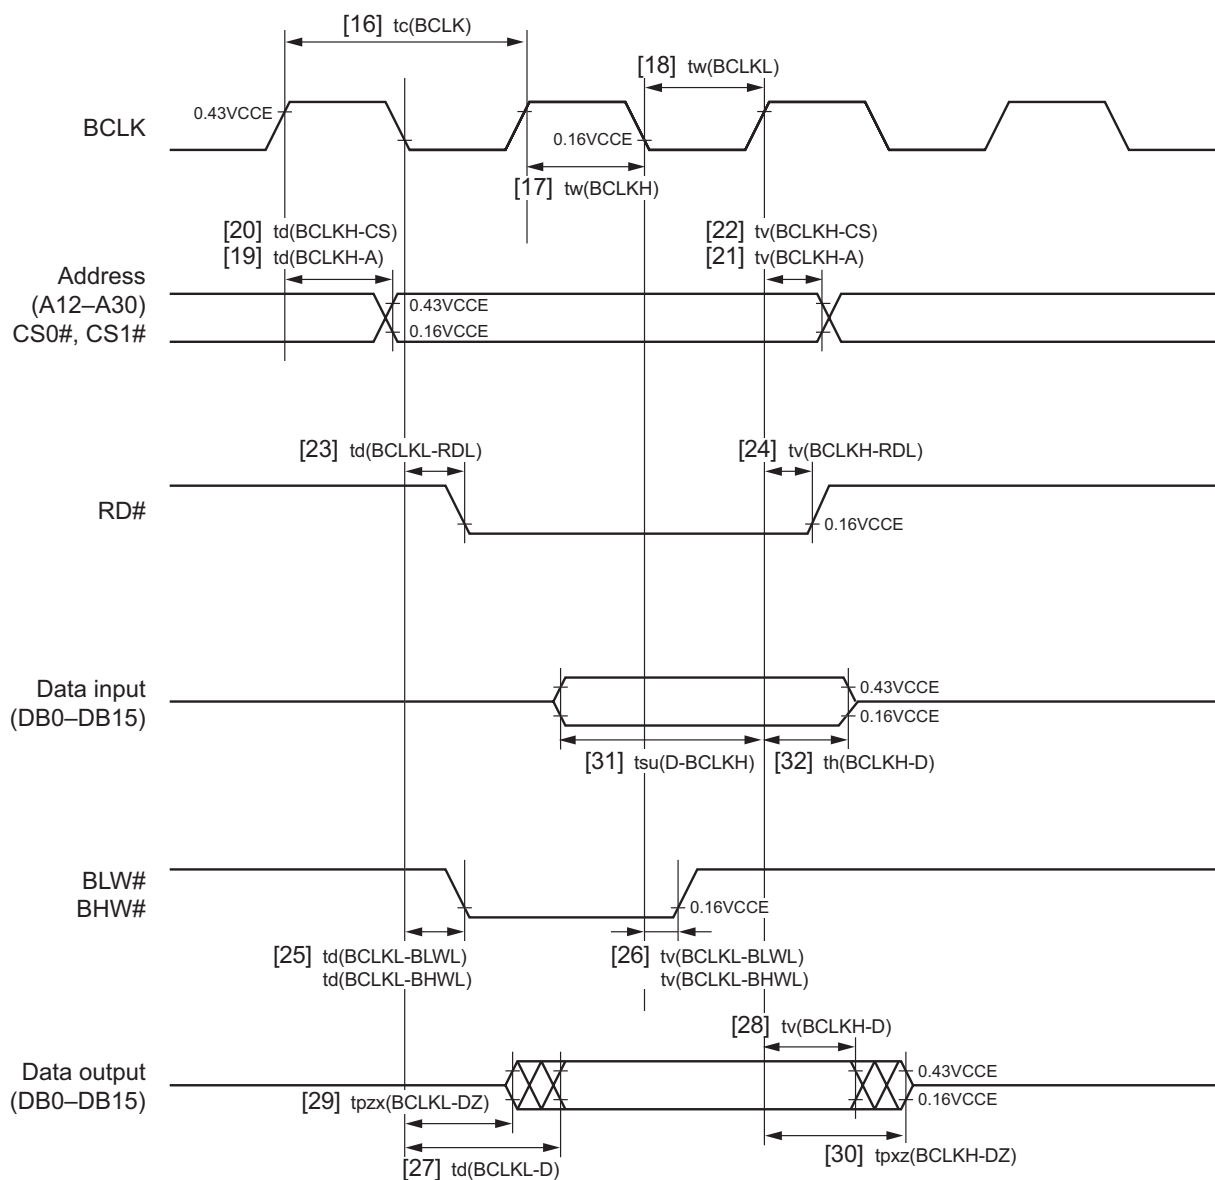 [16] tc(BCLK)
[18] tw(BCLKL)
0.43VCCE
BCLK
0.16VCCE
[17] tw(BCLKH)
[20] td(BCLKH-CS)
[19] td(BCLKH-A)
[22] tv(BCLKH-CS)
[21] tv(BCLKH-A)
Address
(A12–A30)
CS0#, CS1#
0.43VCCE
0.16VCCE
[23] td(BCLKL-RDL)
[24] tv(BCLKH-RDL)
RD#
0.16VCCE
Data input
(DB0–DB15)
0.43VCCE
0.16VCCE
[31] tsu(D-BCLKH)
[32] th(BCLKH-D)
BLW#
BHW#
0.16VCCE
[25] td(BCLKL-BLWL)
td(BCLKL-BHWL)
[26] tv(BCLKL-BLWL)
tv(BCLKL-BHWL)
[28] tv(BCLKH-D)
Data output
(DB0–DB15)
0.43VCCE
0.16VCCE
[29] tpzx(BCLKL-DZ)
[27] td(BCLKL-D)
[30] tpxz(BCLKH-DZ)